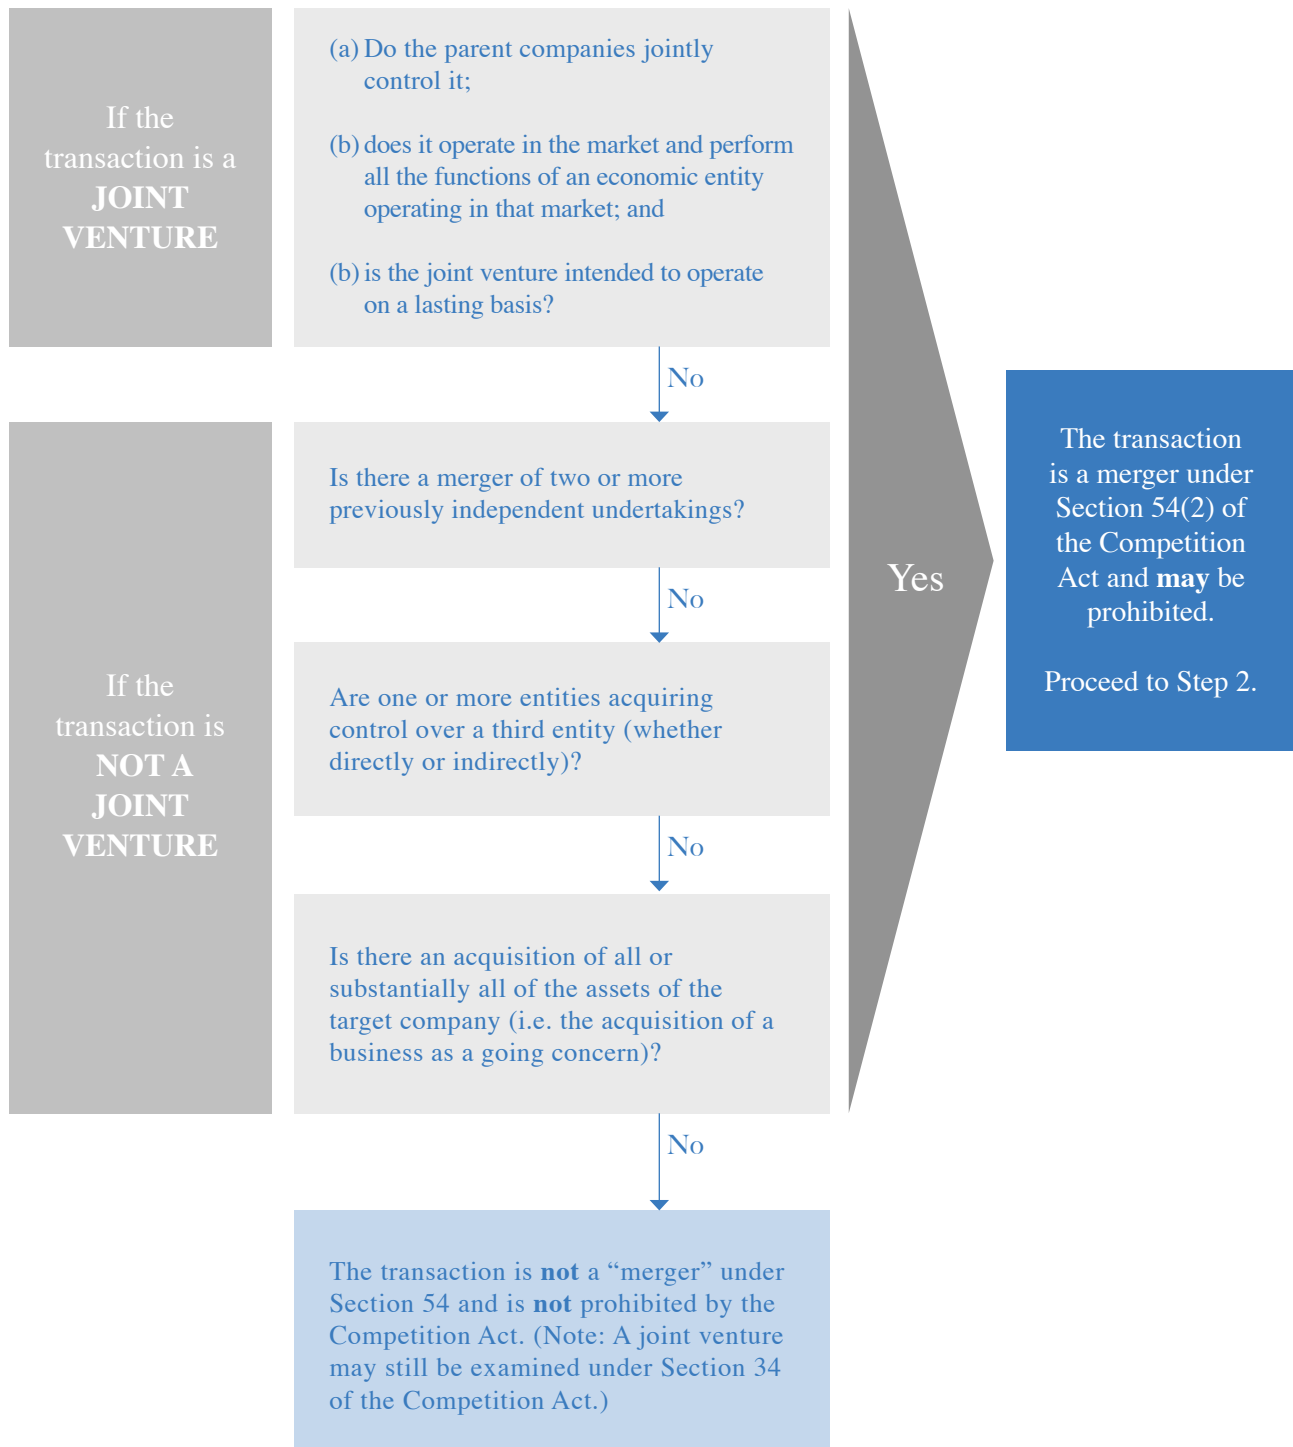 If the
transaction is a
JOINT
VENTURE
(a) Do the parent companies jointly
control it;
(b) does it operate in the market and perform
all the functions of an economic entity
operating in that market; and
(b) is the joint venture intended to operate
on a lasting basis?
No
If the
transaction is
NOT A
JOINT
VENTURE
Is there a merger of two or more
previously independent undertakings?
No
Are one or more entities acquiring
control over a third entity (whether
directly or indirectly)?
No
Is there an acquisition of all or
substantially all of the assets of the
target company (i.e. the acquisition of a
business as a going concern)?
No
The transaction is not a “merger” under
Section 54 and is not prohibited by the
Competition Act. (Note: A joint venture
may still be examined under Section 34
of the Competition Act.)
Yes
The transaction
is a merger under
Section 54(2) of
the Competition
Act and may be
prohibited.
Proceed to Step 2.